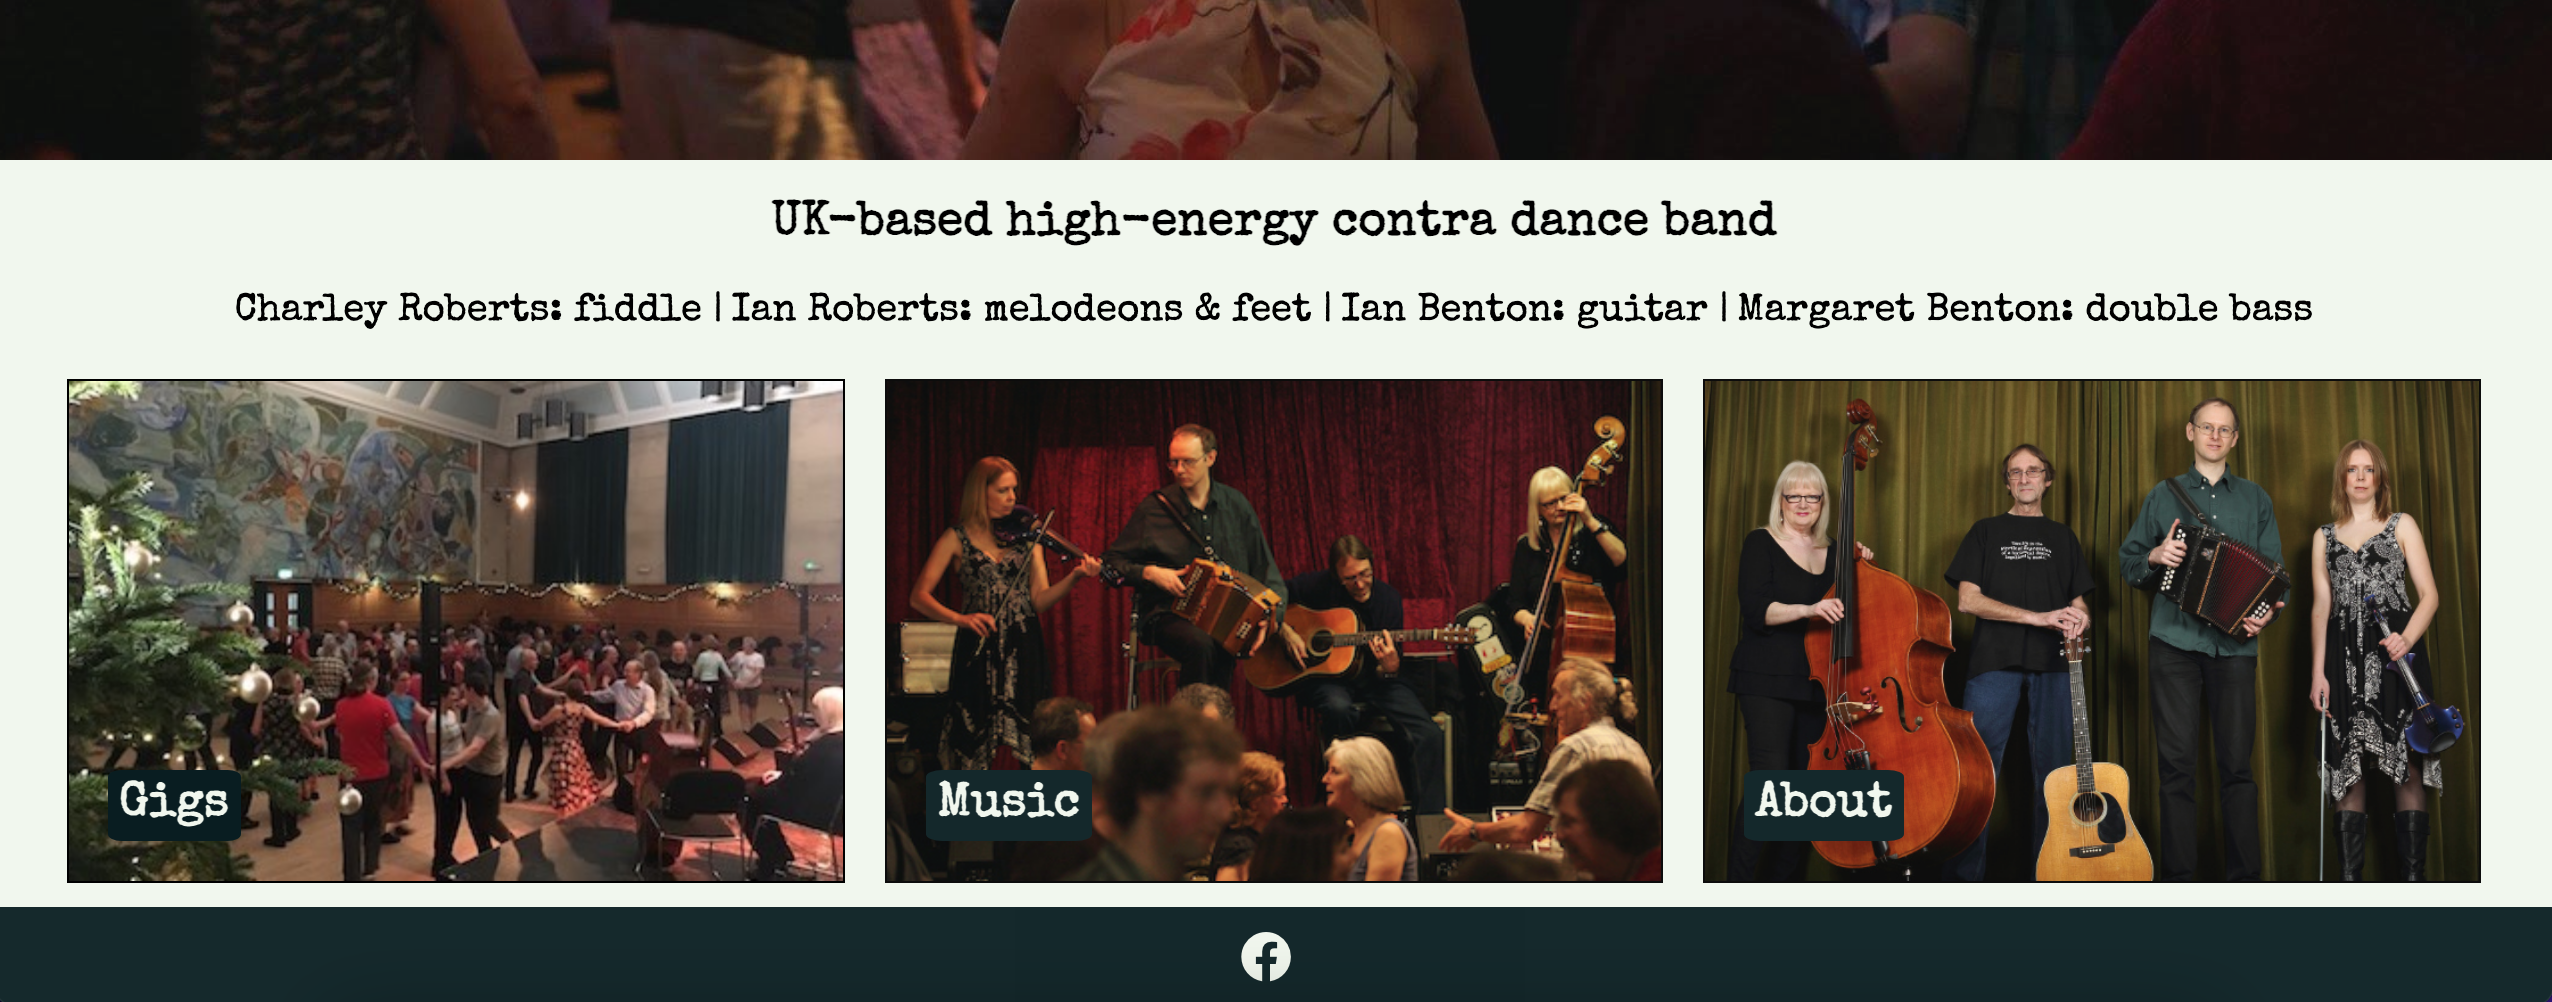 UK-based high-energy contra dance band
Charley Roberts: fiddle | Ian Roberts: melodeons & feet | Ian Benton: guitar | Margaret Benton: double bass
Gigs
Music
About